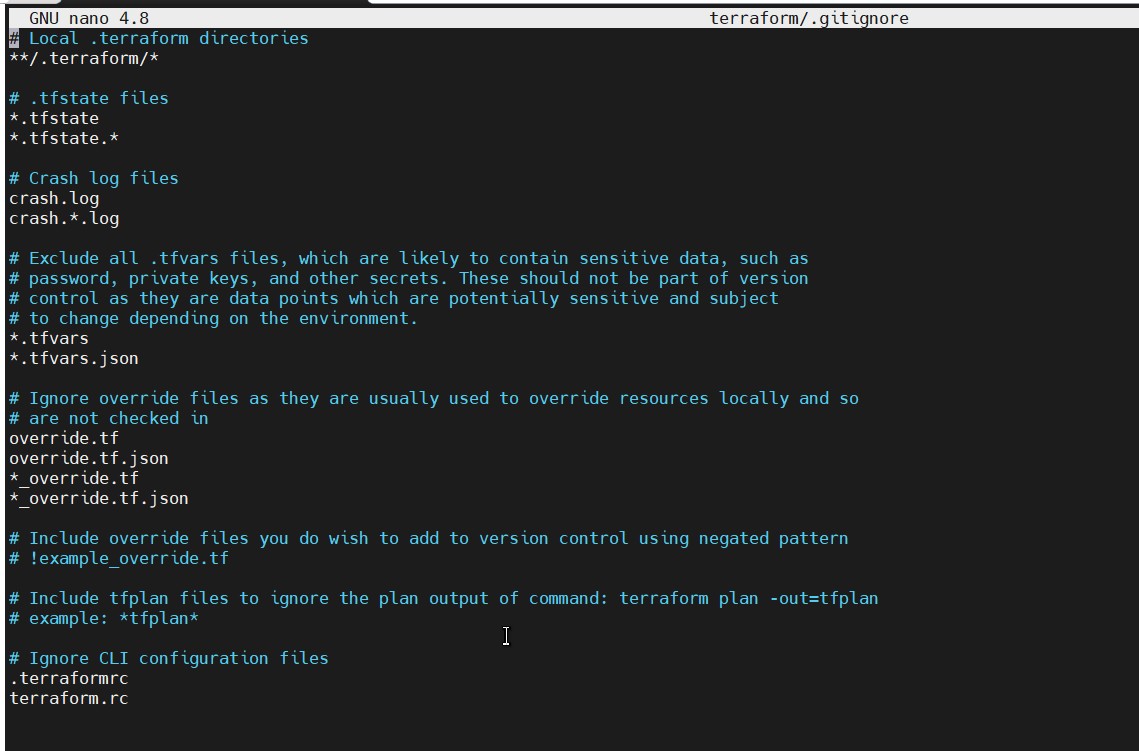 GNU nano 4.8 terraform/.gitignore
# Local .terraform directories
**/.terraform/*

# .tfstate files
*.tfstate
*.tfstate.*

# Crash log files
crash.log
crash.*.log

# Exclude all .tfvars files, which are likely to contain sensitive data, such as
# password, private keys, and other secrets. These should not be part of version
# control as they are data points which are potentially sensitive and subject
# to change depending on the environment.
*.tfvars
*.tfvars.json

# Ignore override files as they are usually used to override resources locally and so
# are not checked in
override.tf
override.tf.json
*_override.tf
*_override.tf.json

# Include override files you do wish to add to version control using negated pattern
# !example_override.tf

# Include tfplan files to ignore the plan output of command: terraform plan -out=tfplan
# example: *tfplan*

# Ignore CLI configuration files
.terraformrc
terraform.rc